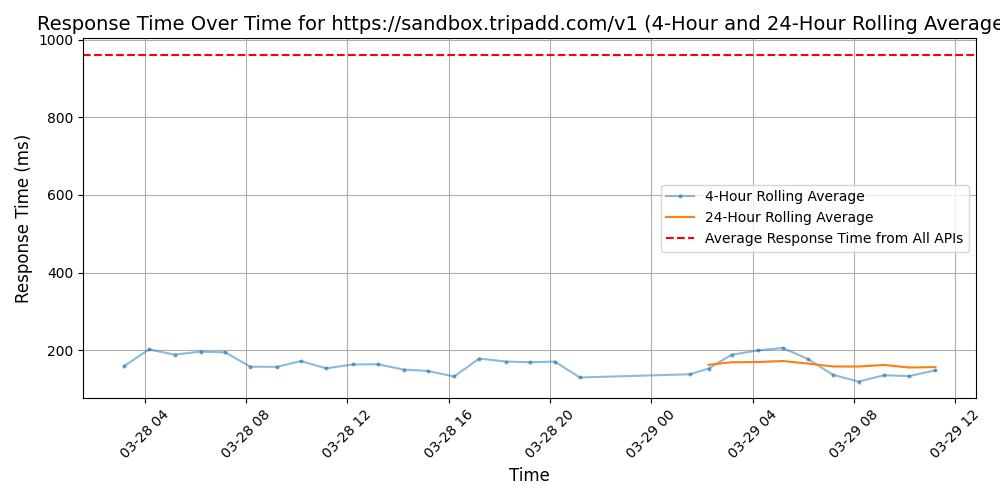 Response Time Over Time for https://sandbox.tripadd.com/v1 (4-Hour and 24-Hour Rolling Average
Response Time (ms)
1000
800
600
400
200
4-Hour Rolling Average
24-Hour Rolling Average
Average Response Time from All APIs
03-28 04
03-28 08
03-28 12
03-28 16
03-28 20
03-29 00
03-29 04
03-29 08
03-29 12
Time